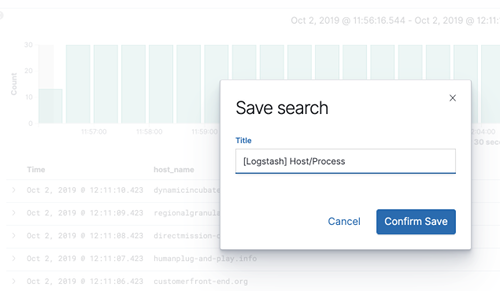 Oct 2, 2019 @ 11:56:16.544 - Oct 2, 2019 @ 12:11
Count
30
20
10
0
11:57:00
11:58:00
11:59:00
:04:00
30 seco
Save search
Title
[Logstash] Host/Process
Cancel
Confirm Save
Time
host_name
Oct 2, 2019 @ 12:11:10.423
dynamicincubate
Oct 2, 2019 @ 12:11:09.423
regionalgranula
Oct 2, 2019 @ 12:11:08.423
directmission-c
Oct 2, 2019 @ 12:11:07.423
humanplug-and-play.info
Oct 2, 2019 @ 12:11:06.423
customerfront-end.org